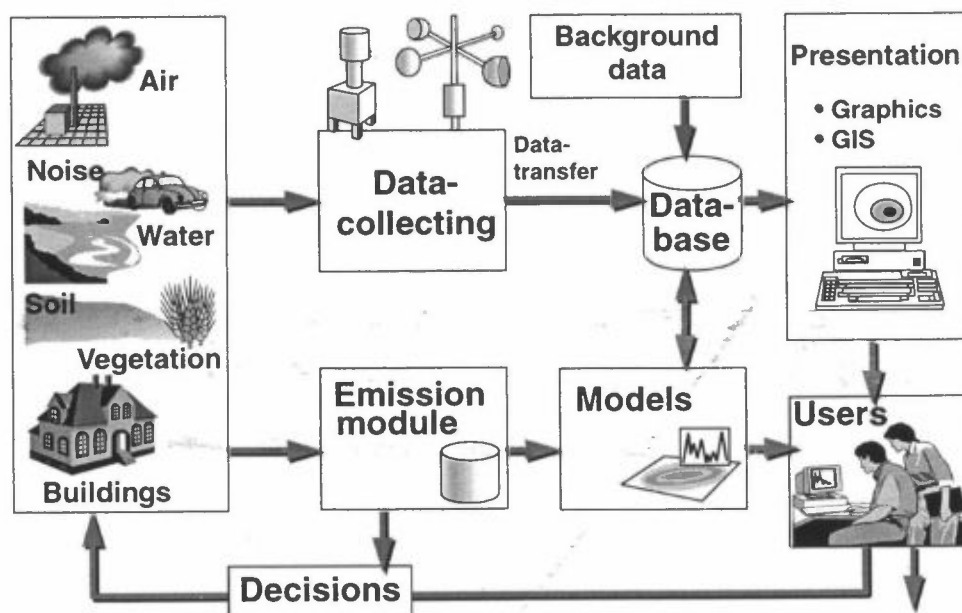 Air
Noise
Water
Soil
Vegetation
Buildings
Data-
collecting
Data-
transfer
Background
data
Data-
base
Presentation
• Graphics
• GIS
Emission
module
Models
Users
Decisions